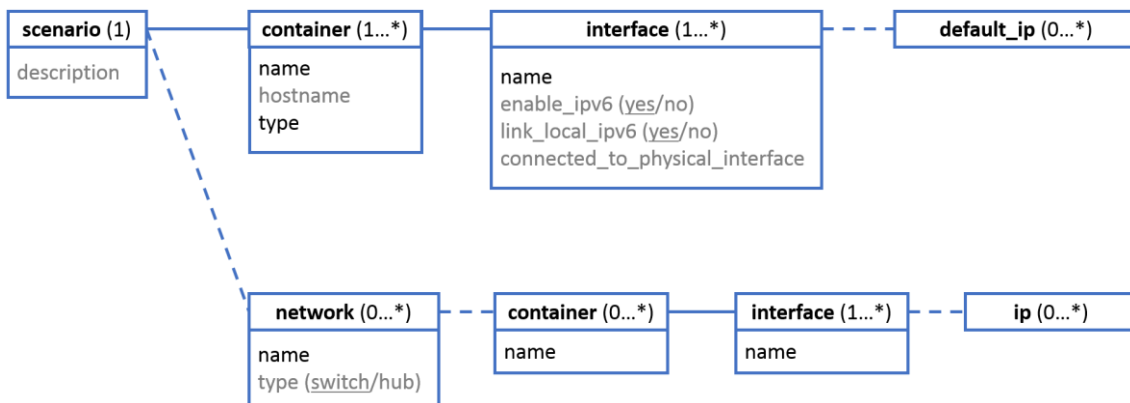 scenario (1)
description
container (1...*)
name
hostname
type
interface (1...*)
name
enable_ipv6 (yes/no)
link_local_ipv6 (yes/no)
connected_to_physical_interface
default_ip (0...*)
network (0...*)
name
type (switch/hub)
container (0...*)
name
interface (1...*)
name
ip (0...*)